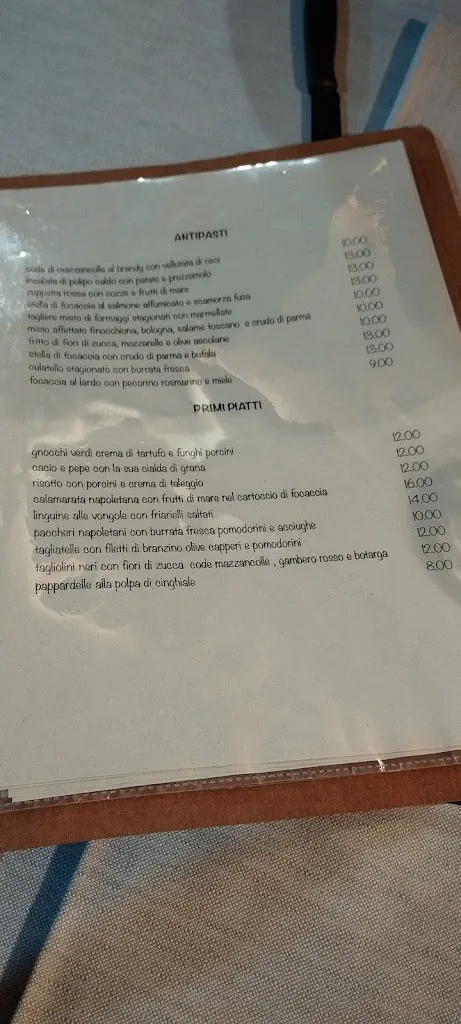 ANTIPASTI
code di mazzancolle al brandy con vellutata di ceci 10.00
insalata di polipo caldo con patate e prezzemolo 13.00
zuppetta rossa con cozze e frutti di mare 13.00
stella di focaccia al salmone affumicato e scamorza fusa 13.00
tagliere misto di formaggi stagionati con marmellate 10.00
misto affettato finocchiona, bologna, salame toscano e crudo di parma 10.00
fritto di fiori di zucca, mozzarelle e olive ascolane 10.00
stella di focaccia con crudo di parma e bufala 13.00
culatello stagionato con burrata fresca 13.00
focaccia al lardo con pecorino rosmarino e miele 9.00
PRIMI PIATTI
gnocchi verdi crema di tartufo e funghi porcini 12.00
cacio e pepe con la sua cialda di grana 12.00
risotto con porcini e crema di taleggio 12.00
calamarata napoletana con frutti di mare nel cartoccio di focaccia 16.00
linguine alle vongole con friarielli saltati 14.00
paccheri napoletani con burrata fresca pomodorini e acciughe 10.00
tagliatelle con filetti di branzino olive capperi e pomodorini 12.00
tagliolini neri con fiori di zucca code mazzancolle , gambero rosso e botarga 12.00
pappardelle alla polpa di cinghiale 8.00